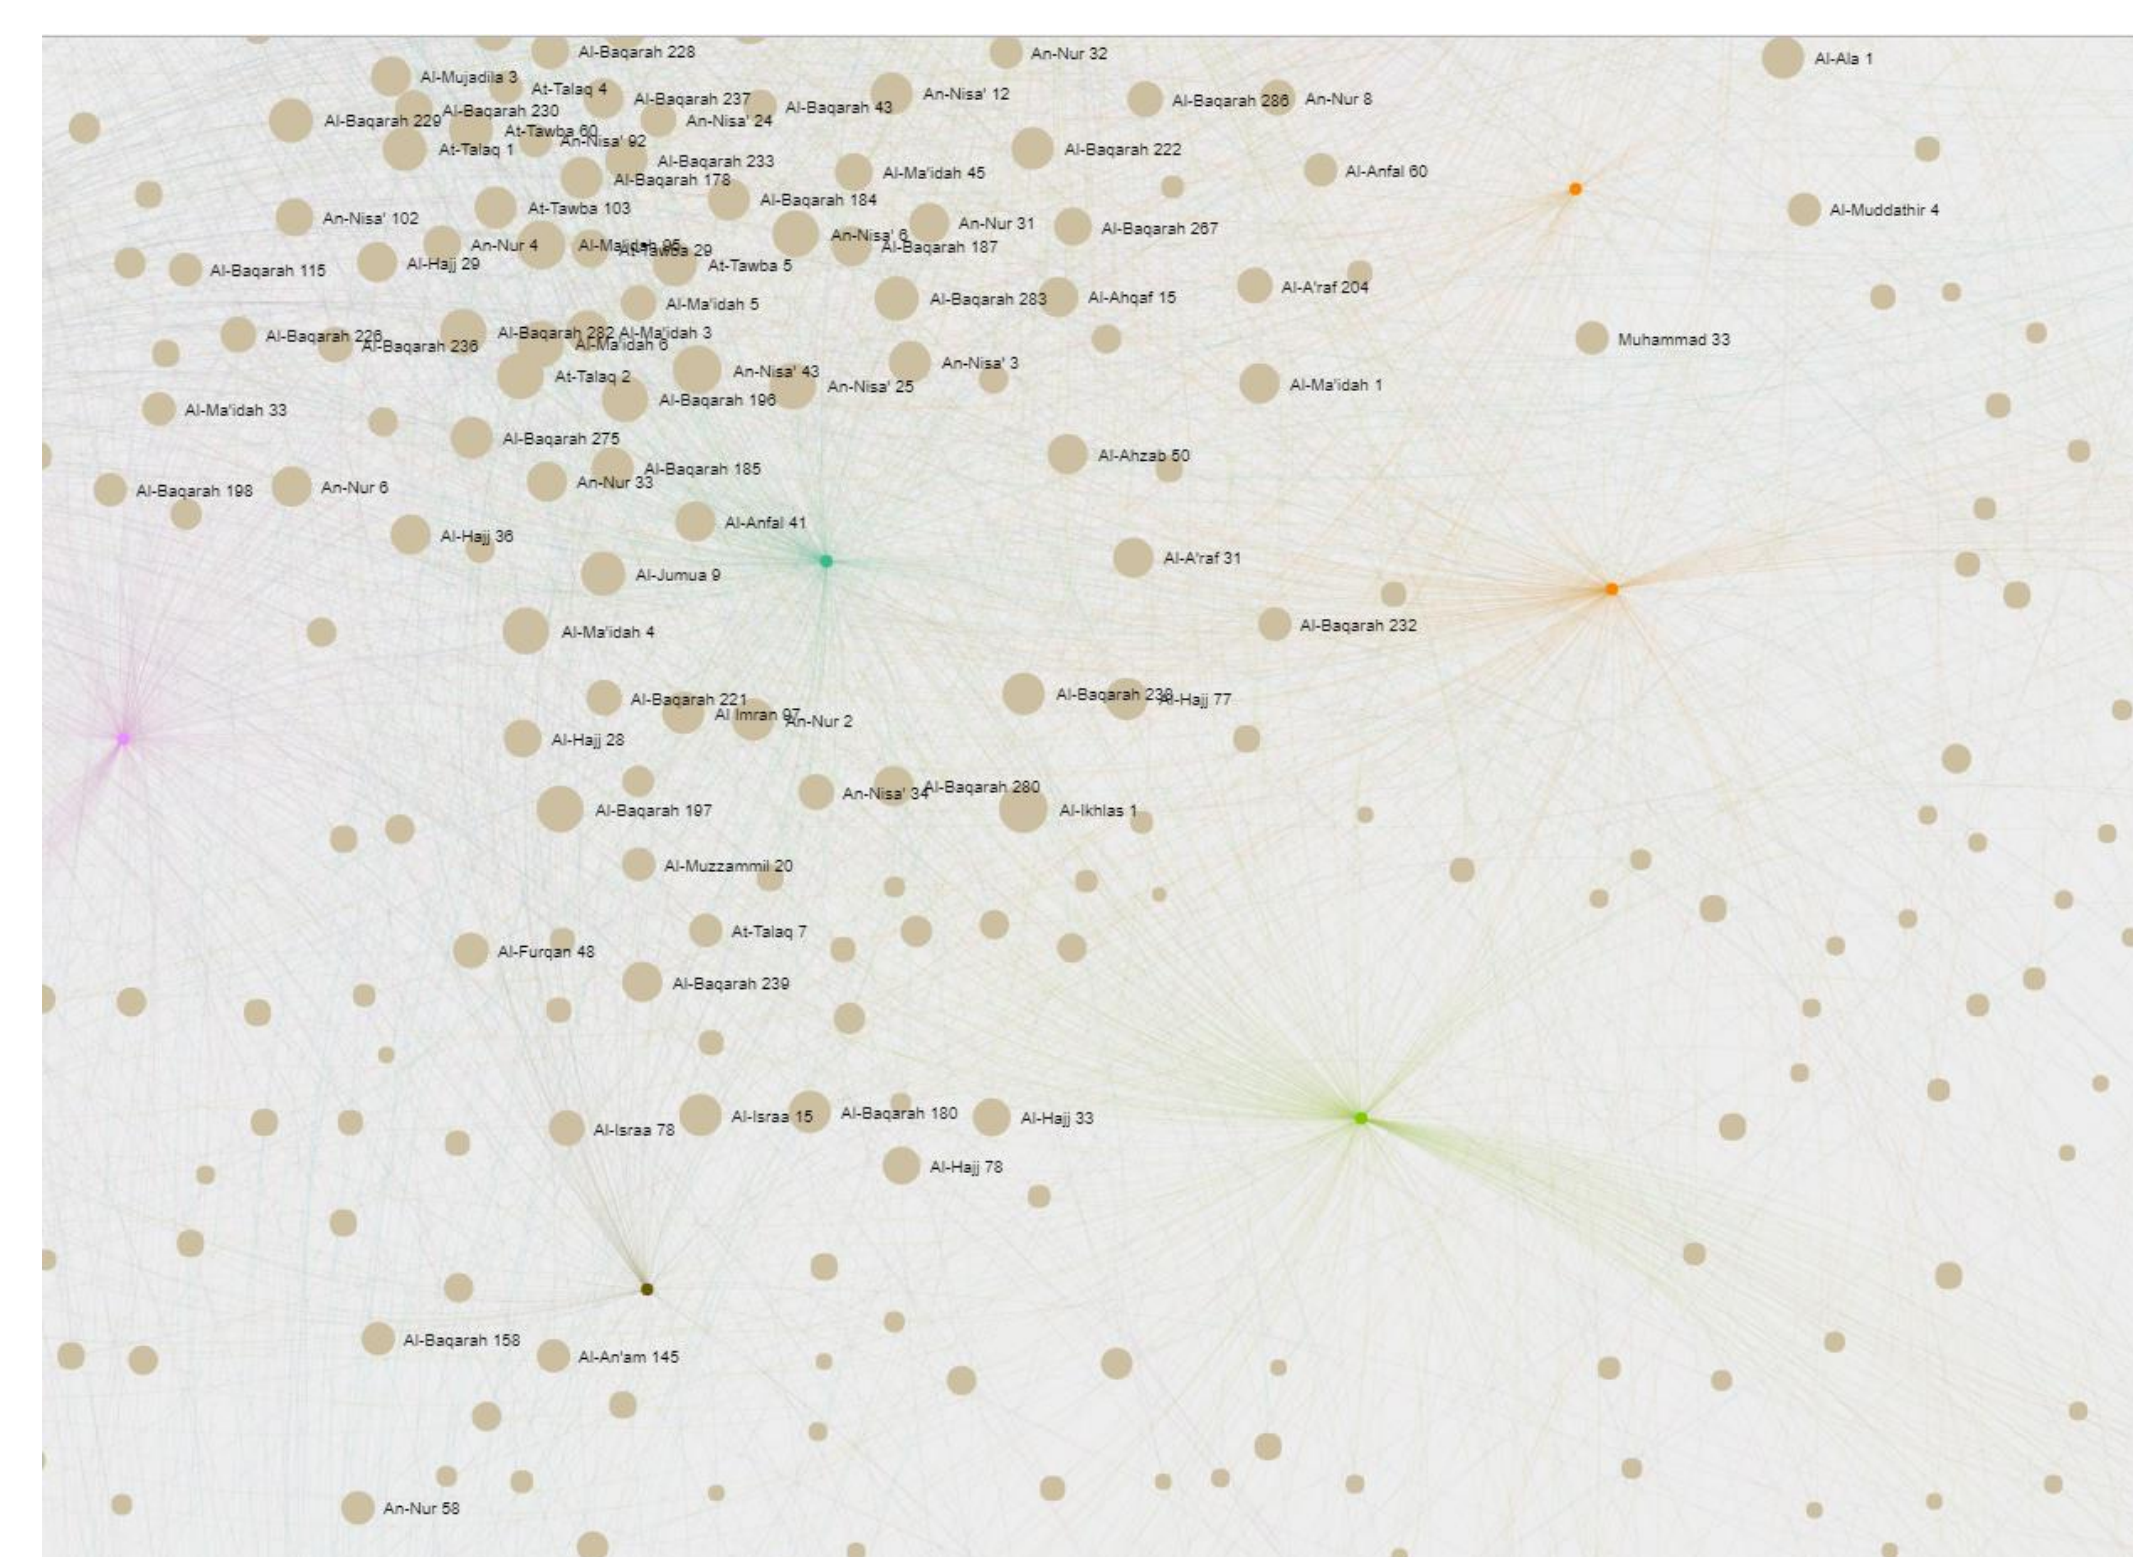 Al-Baqarah 228
An-Nur 32
Al-Ala 1
Al-Mujadila 3
At-Talaq 4
Al-Baqarah 237
Al-Baqarah 43
An-Nisa' 12
Al-Baqarah 286
An-Nur 8
Al-Baqarah 229
Al-Baqarah 230
At-Tawba 60
An-Nisa' 24
At-Talaq 1
An-Nisa' 92
Al-Baqarah 233
Al-Baqarah 222
Al-Baqarah 178
Al-Ma'idah 45
Al-Anfal 60
At-Tawba 103
Al-Baqarah 184
Al-Muddathir 4
An-Nisa' 102
An-Nisa' 6
An-Nur 31
Al-Baqarah 267
An-Nur 4
Al-Ma'idah 95
At-Tawba 29
Al-Baqarah 187
Al-Baqarah 115
Al-Hajj 29
At-Tawba 5
Al-Ma'idah 5
Al-Baqarah 283
Al-Ahqaf 15
Al-A'raf 204
Al-Baqarah 226
Al-Baqarah 236
Al-Baqarah 282
Al-Ma'idah 3
Al-Ma'idah 6
Muhammad 33
At-Talaq 2
An-Nisa' 43
An-Nisa' 25
An-Nisa' 3
Al-Ma'idah 1
Al-Ma'idah 33
Al-Baqarah 196
Al-Baqarah 275
Al-Baqarah 185
Al-Ahzab 50
Al-Baqarah 198
An-Nur 6
An-Nur 33
Al-Hajj 36
Al-Anfal 41
Al-A'raf 31
Al-Jumua 9
Al-Ma'idah 4
Al-Baqarah 232
Al-Baqarah 221
Al Imran 97
An-Nur 2
Al-Baqarah 238
Al-Hajj 77
Al-Hajj 28
An-Nisa' 34
Al-Baqarah 280
Al-Baqarah 197
Al-Ikhlas 1
Al-Muzzammil 20
At-Talaq 7
Al-Furqan 48
Al-Baqarah 239
Al-Israa 78
Al-Israa 15
Al-Baqarah 180
Al-Hajj 33
Al-Hajj 78
Al-Baqarah 158
Al-An'am 145
An-Nur 58